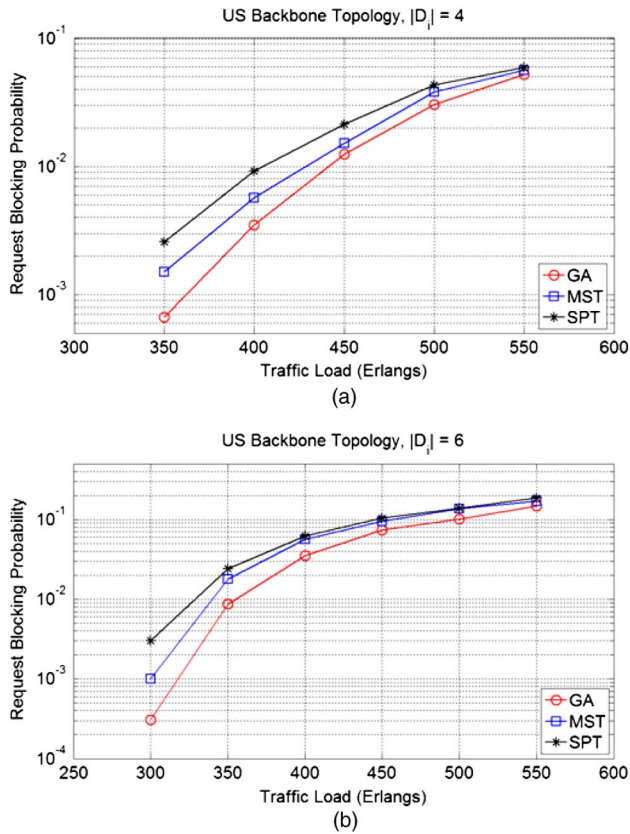 US Backbone Topology, |D_i| = 4
Request Blocking Probability
10^-1
10^-2
10^-3
GA
MST
SPT
300 350 400 450 500 550 600
Traffic Load (Erlangs)
(a)
US Backbone Topology, |D_i| = 6
Request Blocking Probability
10^-1
10^-2
10^-3
10^-4
GA
MST
SPT
250 300 350 400 450 500 550 600
Traffic Load (Erlangs)
(b)